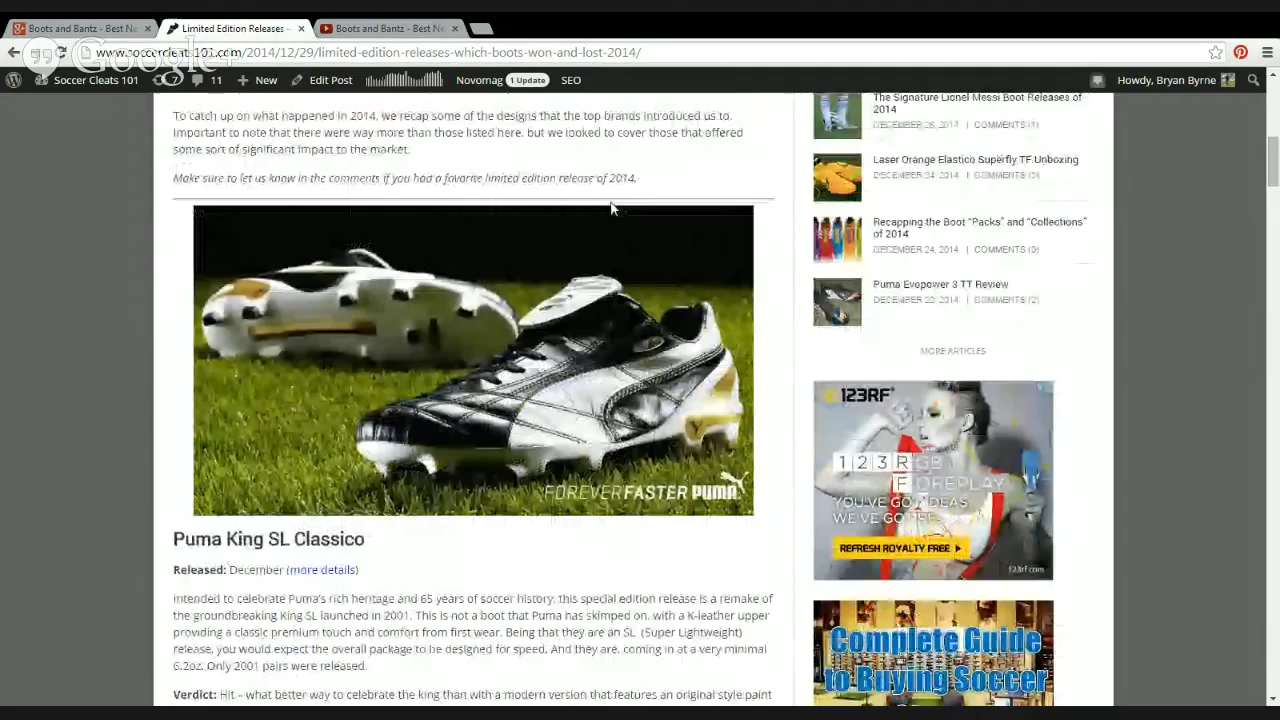 Boots and Bantz - Best Ne
Limited Edition Releases -
Boots and Bantz - Best Ne
www.soccercleats101.com/2014/12/29/limited-edition-releases-which-boots-won-and-lost-2014/
Google+
Soccer Cleats 101
7
11
New
Edit Post
Novomag
1 Update
SEO
Howdy, Bryan Byrne
To catch up on what happened in 2014, we recap some of the designs that the top brands introduced us to.
Important to note that there were way more than those listed here, but we looked to cover those that offered
some sort of significant impact to the market.
Make sure to let us know in the comments if you had a favorite limited edition release of 2014.
FOREVER FASTER PUMA
Puma King SL Classico
Released: December (more details)
Intended to celebrate Puma's rich heritage and 65 years of soccer history, this special edition release is a remake of
the groundbreaking King SL launched in 2001. This is not a boot that Puma has skimped on, with a K-leather upper
providing a classic premium touch and comfort from first wear. Being that they are an SL (Super Lightweight)
release, you would expect the overall package to be designed for speed. And they are, coming in at a very minimal
6.2oz. Only 2001 pairs were released.
Verdict: Hit – what better way to celebrate the king than with a modern version that features an original style paint
The Signature Lionel Messi Boot Releases of
2014
2014 | COMMENTS
Laser Orange Elastico Superfly TF Unboxing
DECEMBER 24, 2014 | COMMENTS
Recapping the Boot "Packs" and "Collections"
of 2014
DECEMBER 24, 2014 | COMMENTS (0)
Puma Evopower 3 TT Review
2014 | COMMENTS (2)
MORE ARTICLES
123RF
123RGB
FOREPLAY
YOU'VE GOT IDEAS
WE'VE GOT
REFRESH ROYALTY FREE
123rf.com
Complete Guide
to Buying Soccer